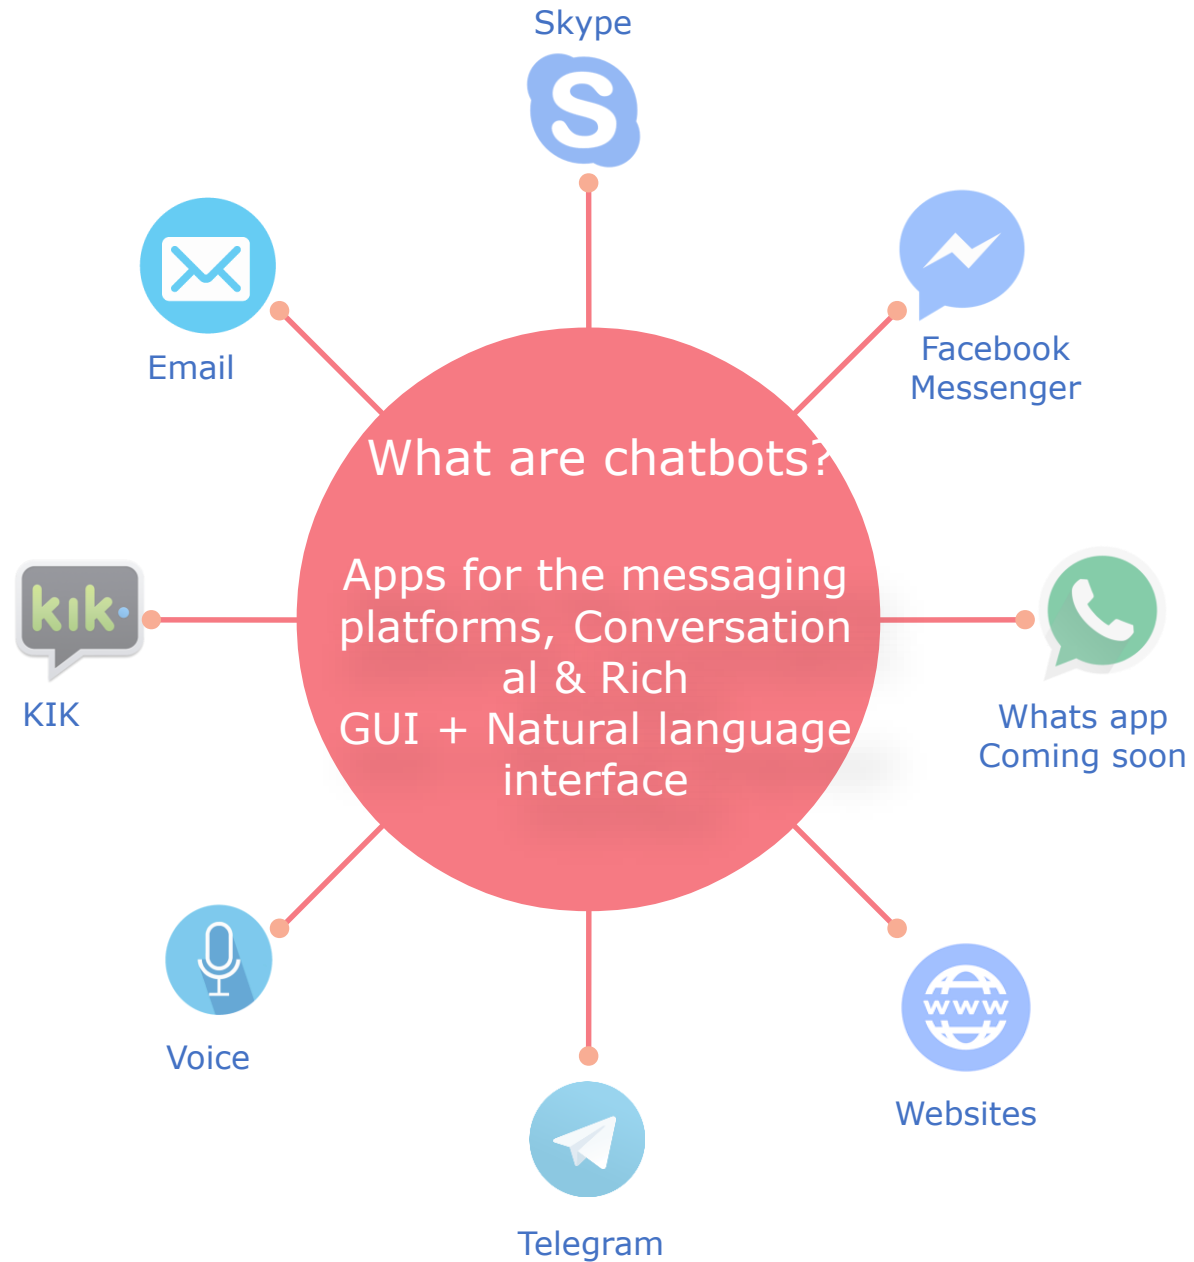 Skype
Email
Facebook
Messenger
What are chatbots?
Apps for the messaging
platforms, Conversation
al & Rich
GUI + Natural language
interface
kik
KIK
Whats app
Coming soon
Voice
www
Websites
Telegram